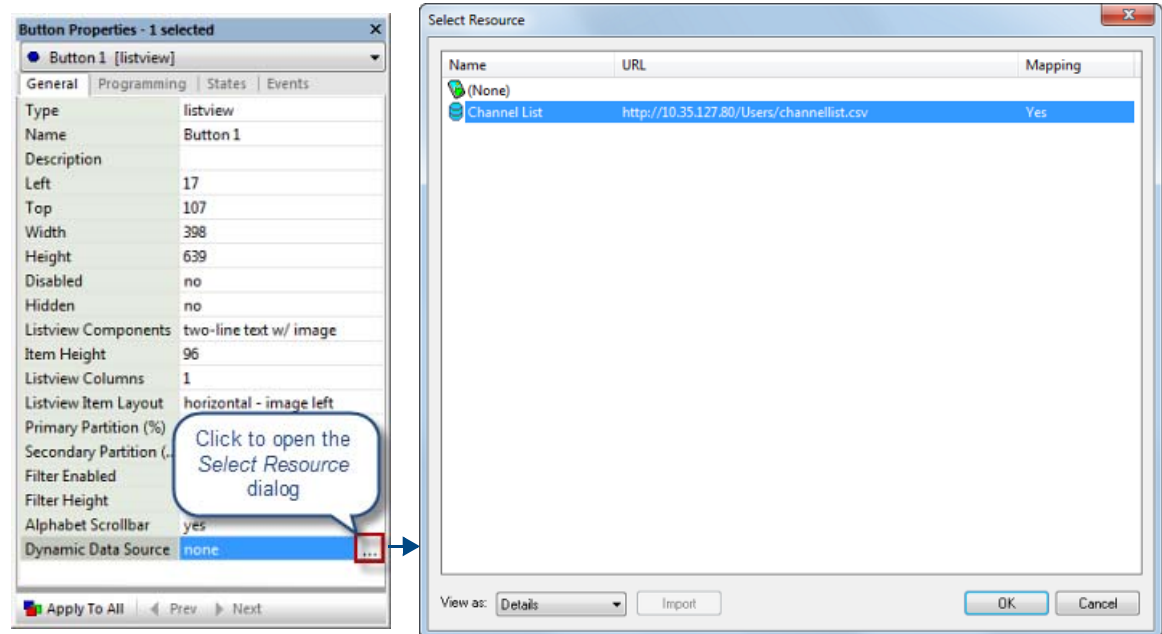 Button Properties - 1 selected
Button 1 [listview]
General Programming States Events
Type listview
Name Button 1
Description
Left 17
Top 107
Width 398
Height 639
Disabled no
Hidden no
Listview Components two-line text w/ image
Item Height 96
Listview Columns 1
Listview Item Layout horizontal - image left
Primary Partition (%)
Secondary Partition (..
Filter Enabled
Filter Height
Alphabet Scrollbar yes
Dynamic Data Source none ...
Click to open the
Select Resource
dialog
Apply To All Prev Next
Select Resource
Name URL Mapping
(None)
Channel List http://10.35.127.80/Users/channellist.csv Yes
View as: Details Import OK Cancel